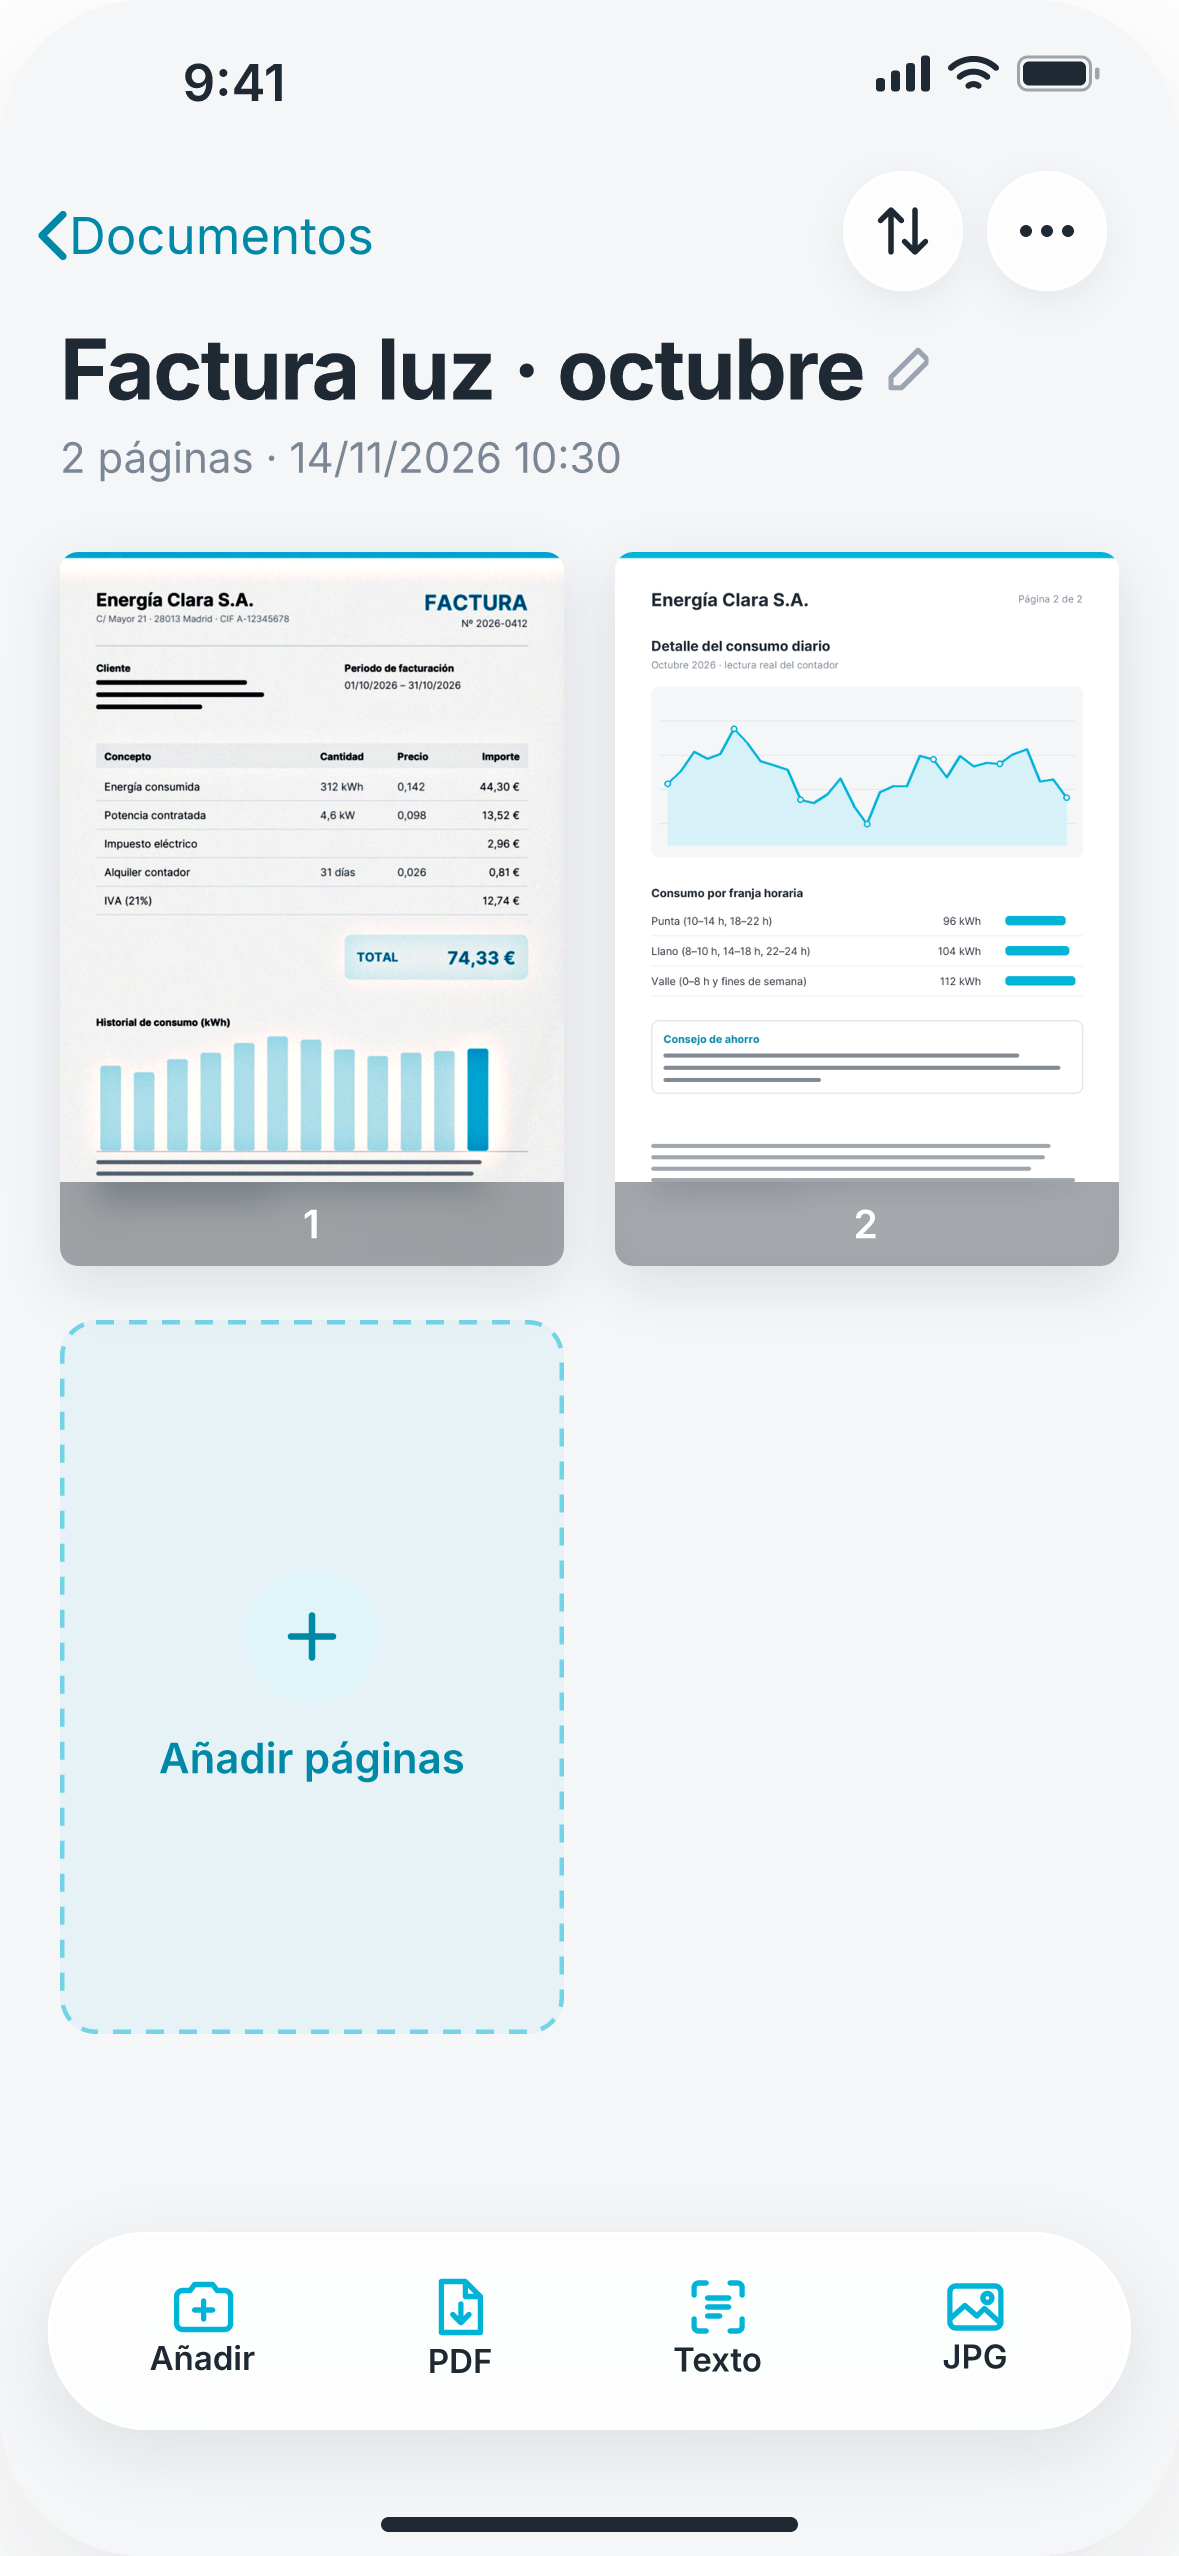 9:41
Documentos
Factura luz · octubre
2 páginas · 14/11/2026 10:30
Energía Clara S.A.
FACTURA
C/ Mayor 21 · 28013 Madrid · CIF A-12345678
Nº 2026-0412
Cliente
Periodo de facturación
01/10/2026 – 31/10/2026
Concepto Cantidad Precio Importe
Energía consumida 312 kWh 0,142 44,30 €
Potencia contratada 4,6 kW 0,098 13,52 €
Impuesto eléctrico 2,96 €
Alquiler contador 31 días 0,026 0,81 €
IVA (21%) 12,74 €
TOTAL 74,33 €
Historial de consumo (kWh)
1
Energía Clara S.A.
Página 2 de 2
Detalle del consumo diario
Octubre 2026 · lectura real del contador
Consumo por franja horaria
Punta (10–14 h, 18–22 h) 96 kWh
Llano (8–10 h, 14–18 h, 22–24 h) 104 kWh
Valle (0–8 h y fines de semana) 112 kWh
Consejo de ahorro
2
Añadir páginas
Añadir
PDF
Texto
JPG